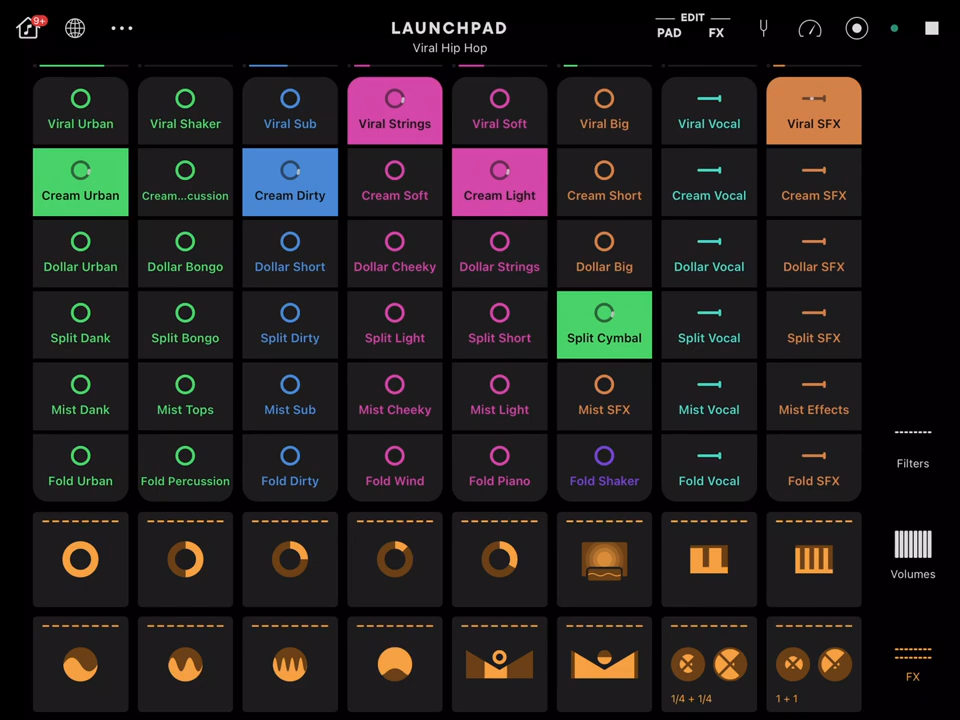 9+
LAUNCHPAD
Viral Hip Hop
EDIT
PAD FX
Viral Urban Viral Shaker Viral Sub Viral Strings Viral Soft Viral Big Viral Vocal Viral SFX
Cream Urban Cream...cussion Cream Dirty Cream Soft Cream Light Cream Short Cream Vocal Cream SFX
Dollar Urban Dollar Bongo Dollar Short Dollar Cheeky Dollar Strings Dollar Big Dollar Vocal Dollar SFX
Split Dank Split Bongo Split Dirty Split Light Split Short Split Cymbal Split Vocal Split SFX
Mist Dank Mist Tops Mist Sub Mist Cheeky Mist Light Mist SFX Mist Vocal Mist Effects
Fold Urban Fold Percussion Fold Dirty Fold Wind Fold Piano Fold Shaker Fold Vocal Fold SFX
Filters
Volumes
FX
1/4 + 1/4 1 + 1